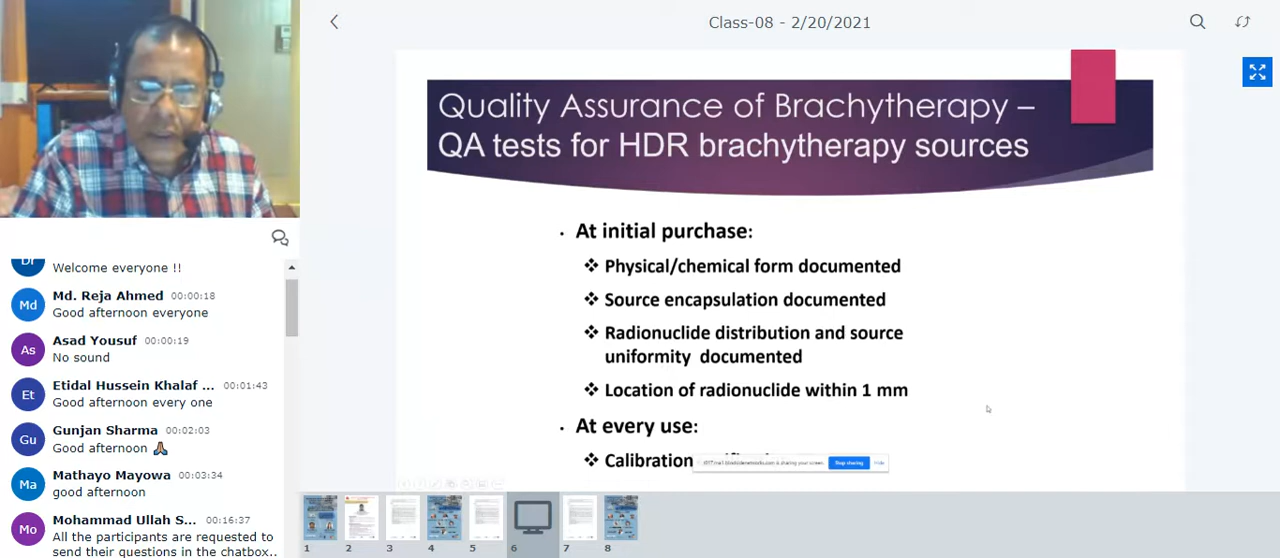 Class-08 - 2/20/2021
Welcome everyone !!
Md
Md. Reja Ahmed 00:00:18
Good afternoon everyone
As
Asad Yousuf 00:00:19
No sound
Et
Etidal Hussein Khalaf ... 00:01:43
Good afternoon every one
Gu
Gunjan Sharma 00:02:03
Good afternoon 🙏🏽
Ma
Mathayo Mayowa 00:03:34
good afternoon
Mo
Mohammad Ullah S... 00:16:37
All the participants are requested to
send their questions in the chatbox..
Quality Assurance of Brachytherapy –
QA tests for HDR brachytherapy sources
• At initial purchase:
❖ Physical/chemical form documented
❖ Source encapsulation documented
❖ Radionuclide distribution and source
uniformity documented
❖ Location of radionuclide within 1 mm
• At every use:
❖ Calibration
is sharing your screen. Stop sharing Hide
1 2 3 4 5 6 7 8